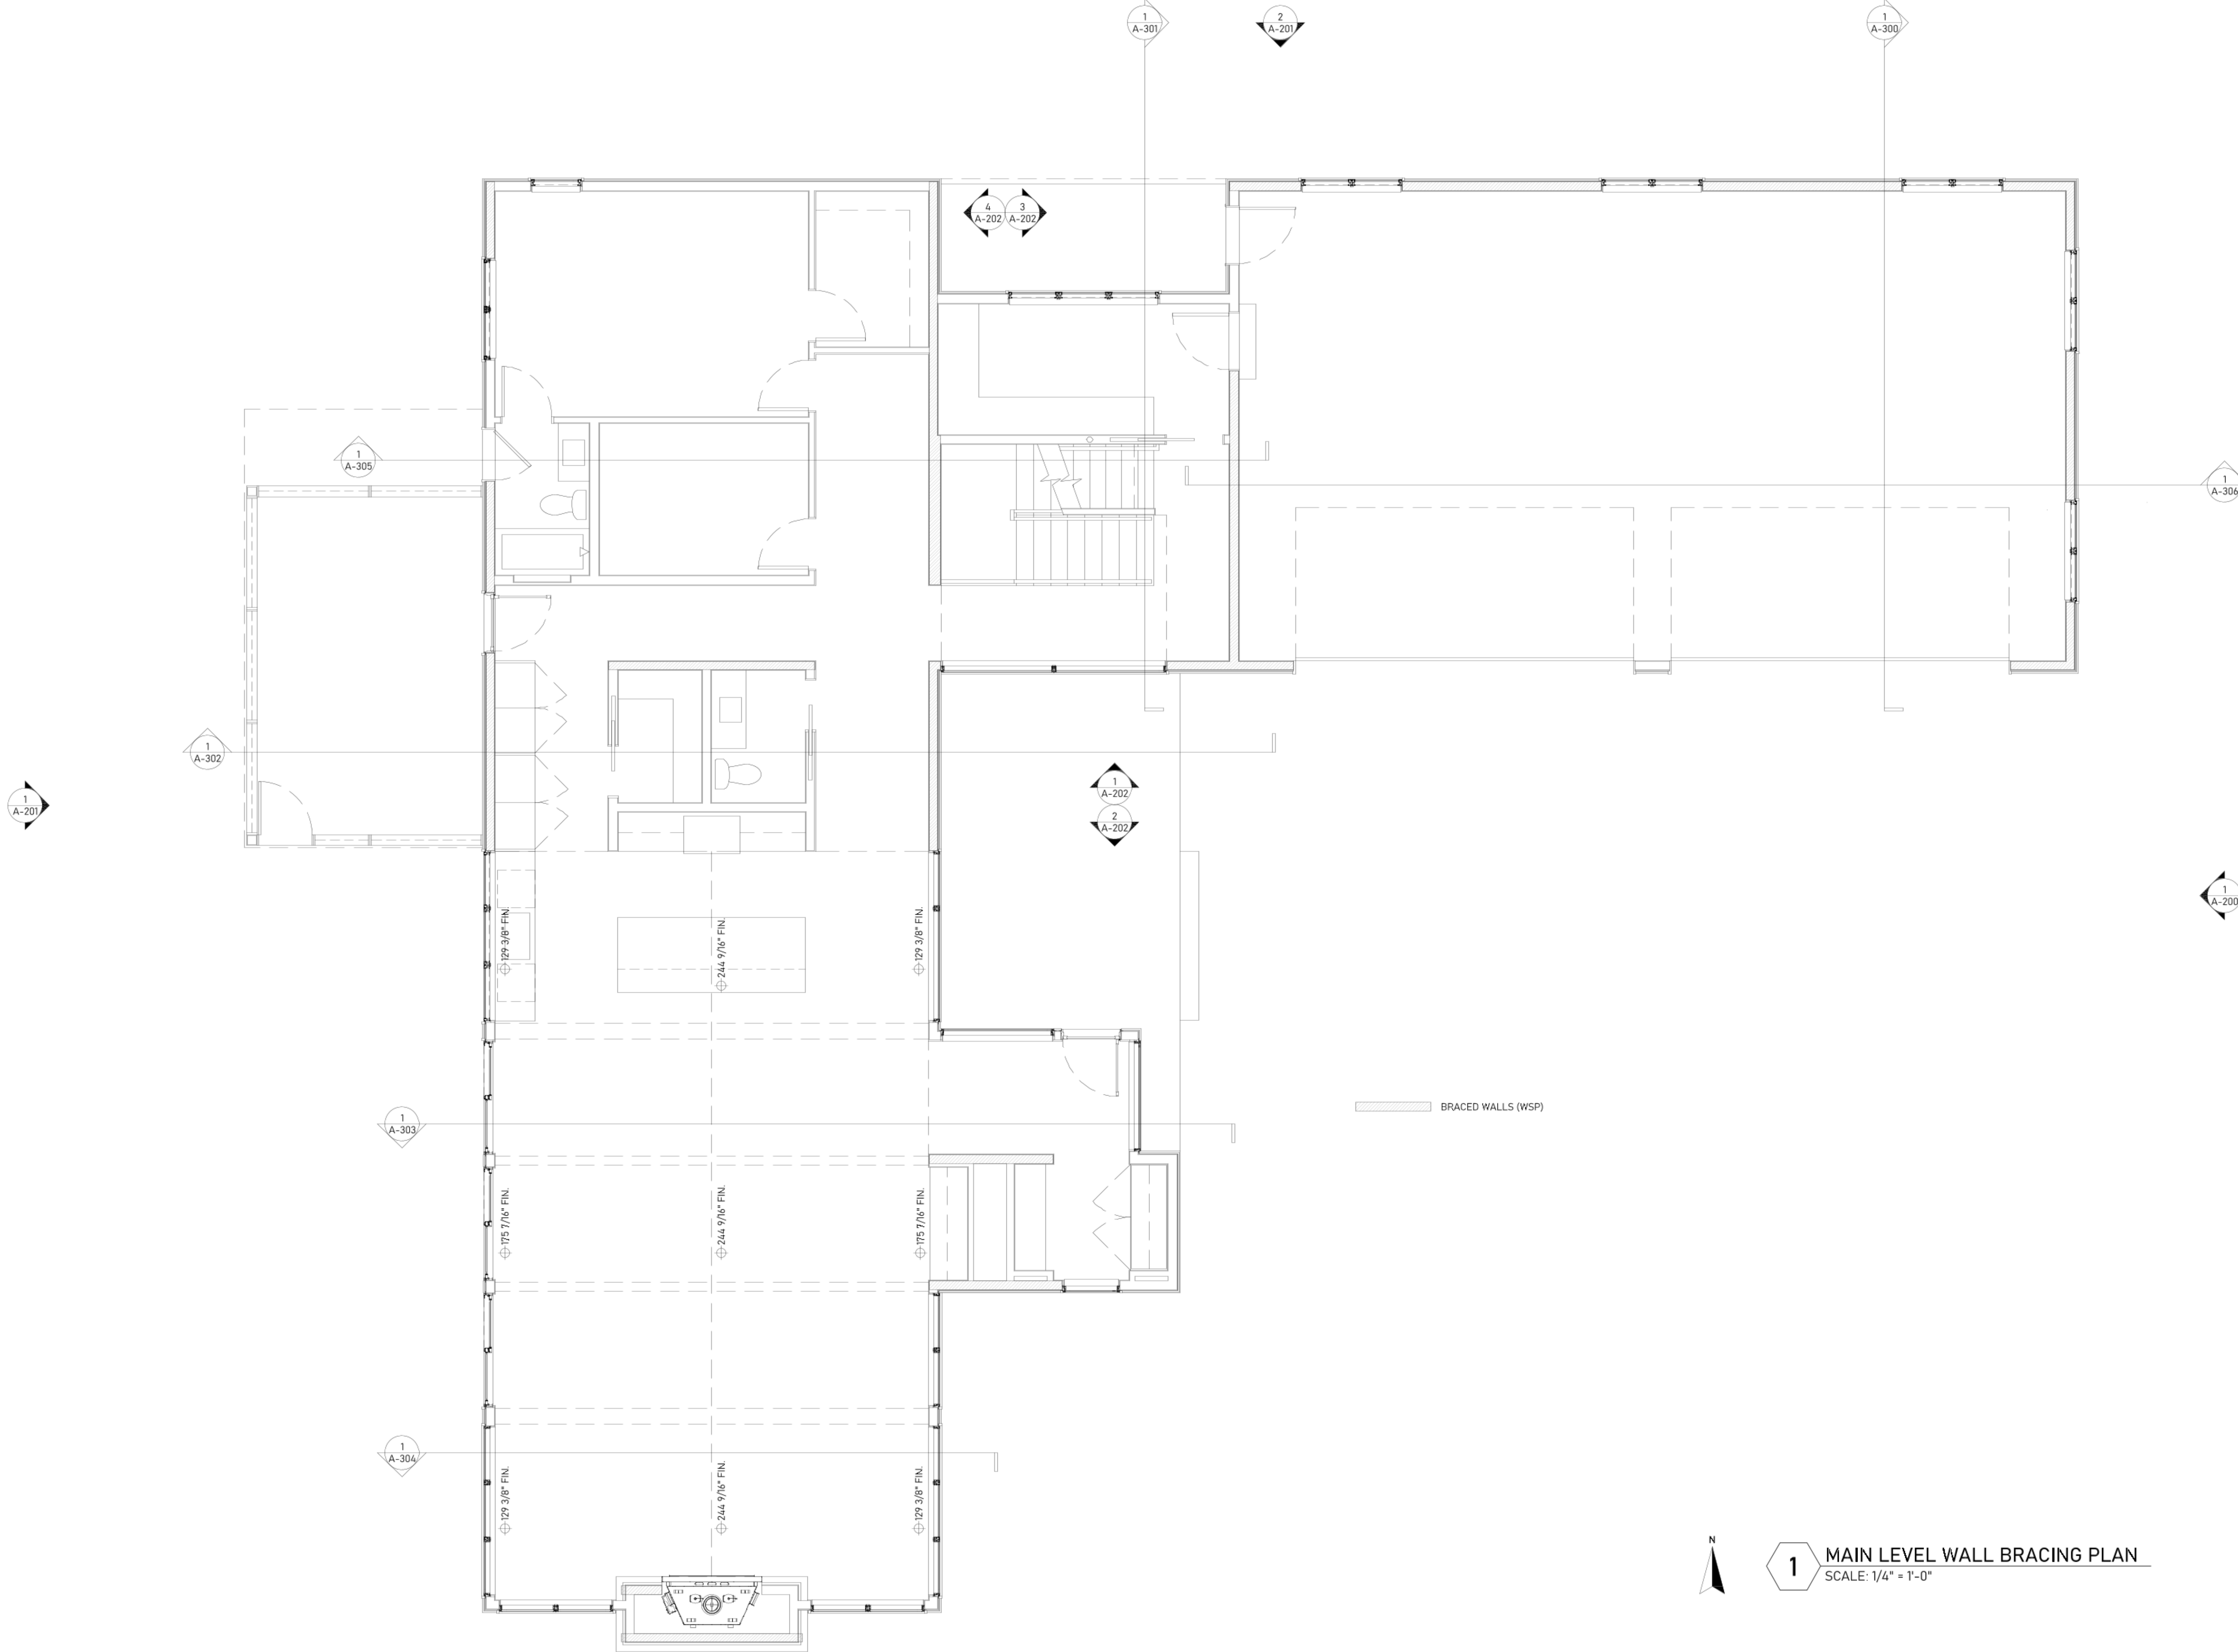 1
A-301
2
A-201
1
A-300
4
A-202
3
A-202
1
A-305
1
A-306
1
A-302
1
A-201
1
A-202
2
A-202
1
A-200
129 3/8" FIN.
244 9/16" FIN.
129 3/8" FIN.
1
A-303
BRACED WALLS (WSP)
175 7/16" FIN.
244 9/16" FIN.
175 7/16" FIN.
1
A-304
129 3/8" FIN.
244 9/16" FIN.
129 3/8" FIN.
N
1
MAIN LEVEL WALL BRACING PLAN
SCALE: 1/4" = 1'-0"